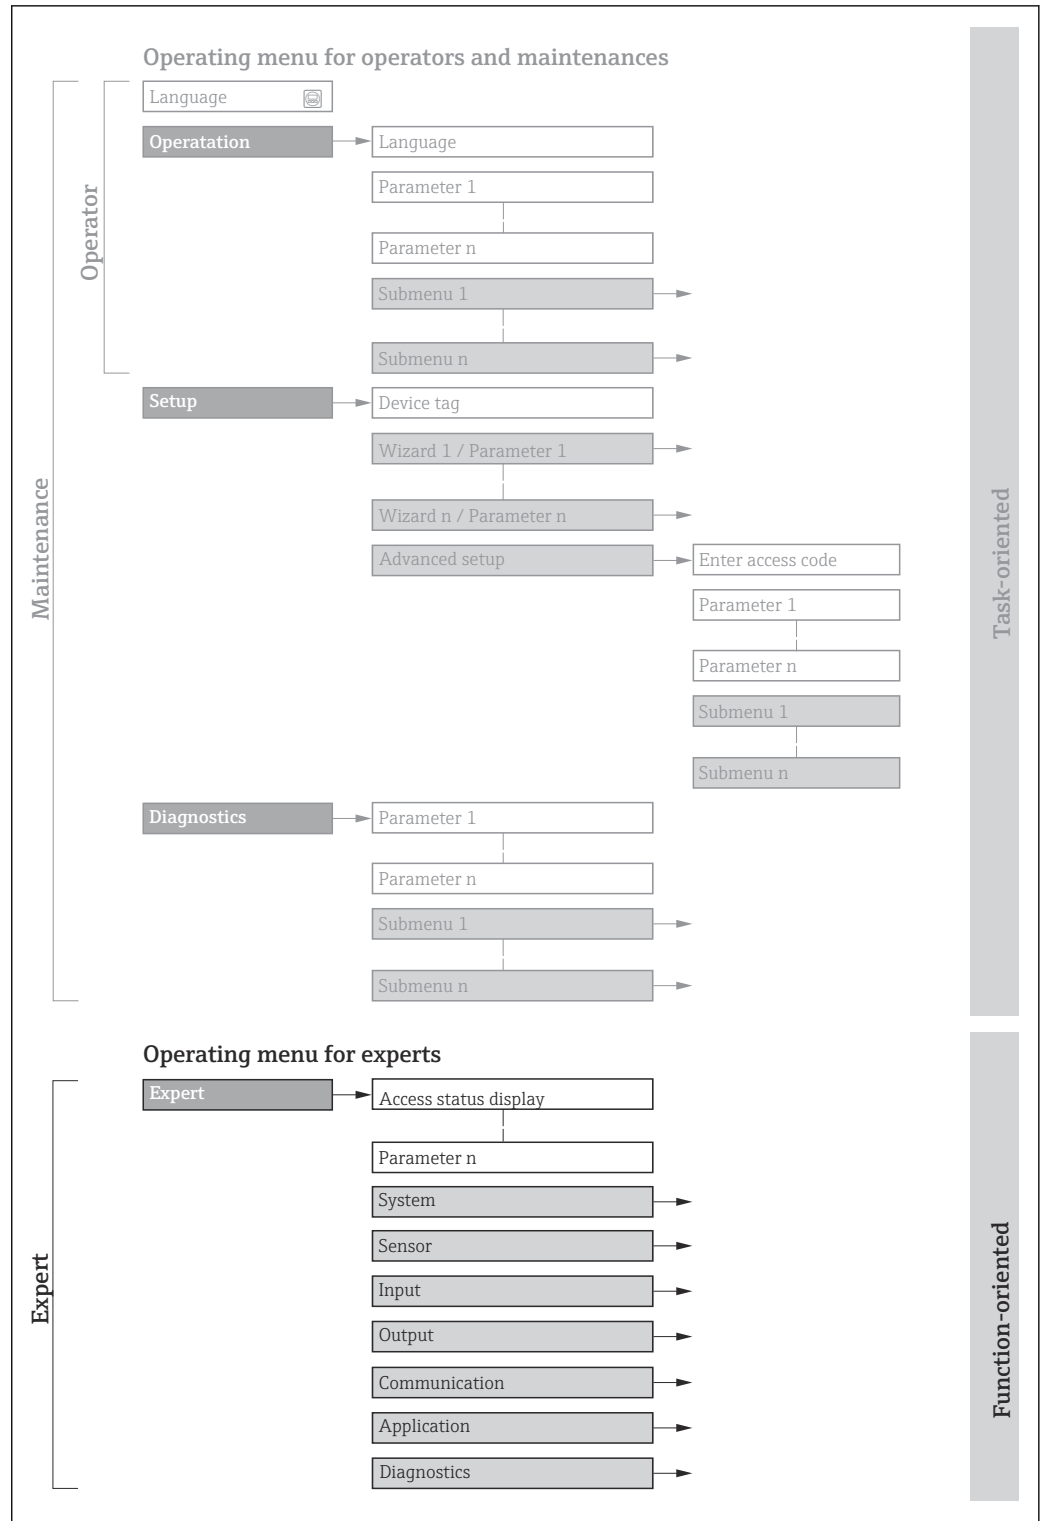 Operating menu for operators and maintenances
Language
Operatation
Language
Parameter 1
Parameter n
Submenu 1
Submenu n
Operator
Setup
Device tag
Wizard 1 / Parameter 1
Wizard n / Parameter n
Advanced setup
Enter access code
Parameter 1
Parameter n
Submenu 1
Submenu n
Maintenance
Task-oriented
Diagnostics
Parameter 1
Parameter n
Submenu 1
Submenu n
Operating menu for experts
Expert
Access status display
Parameter n
System
Sensor
Input
Output
Communication
Application
Diagnostics
Expert
Function-oriented